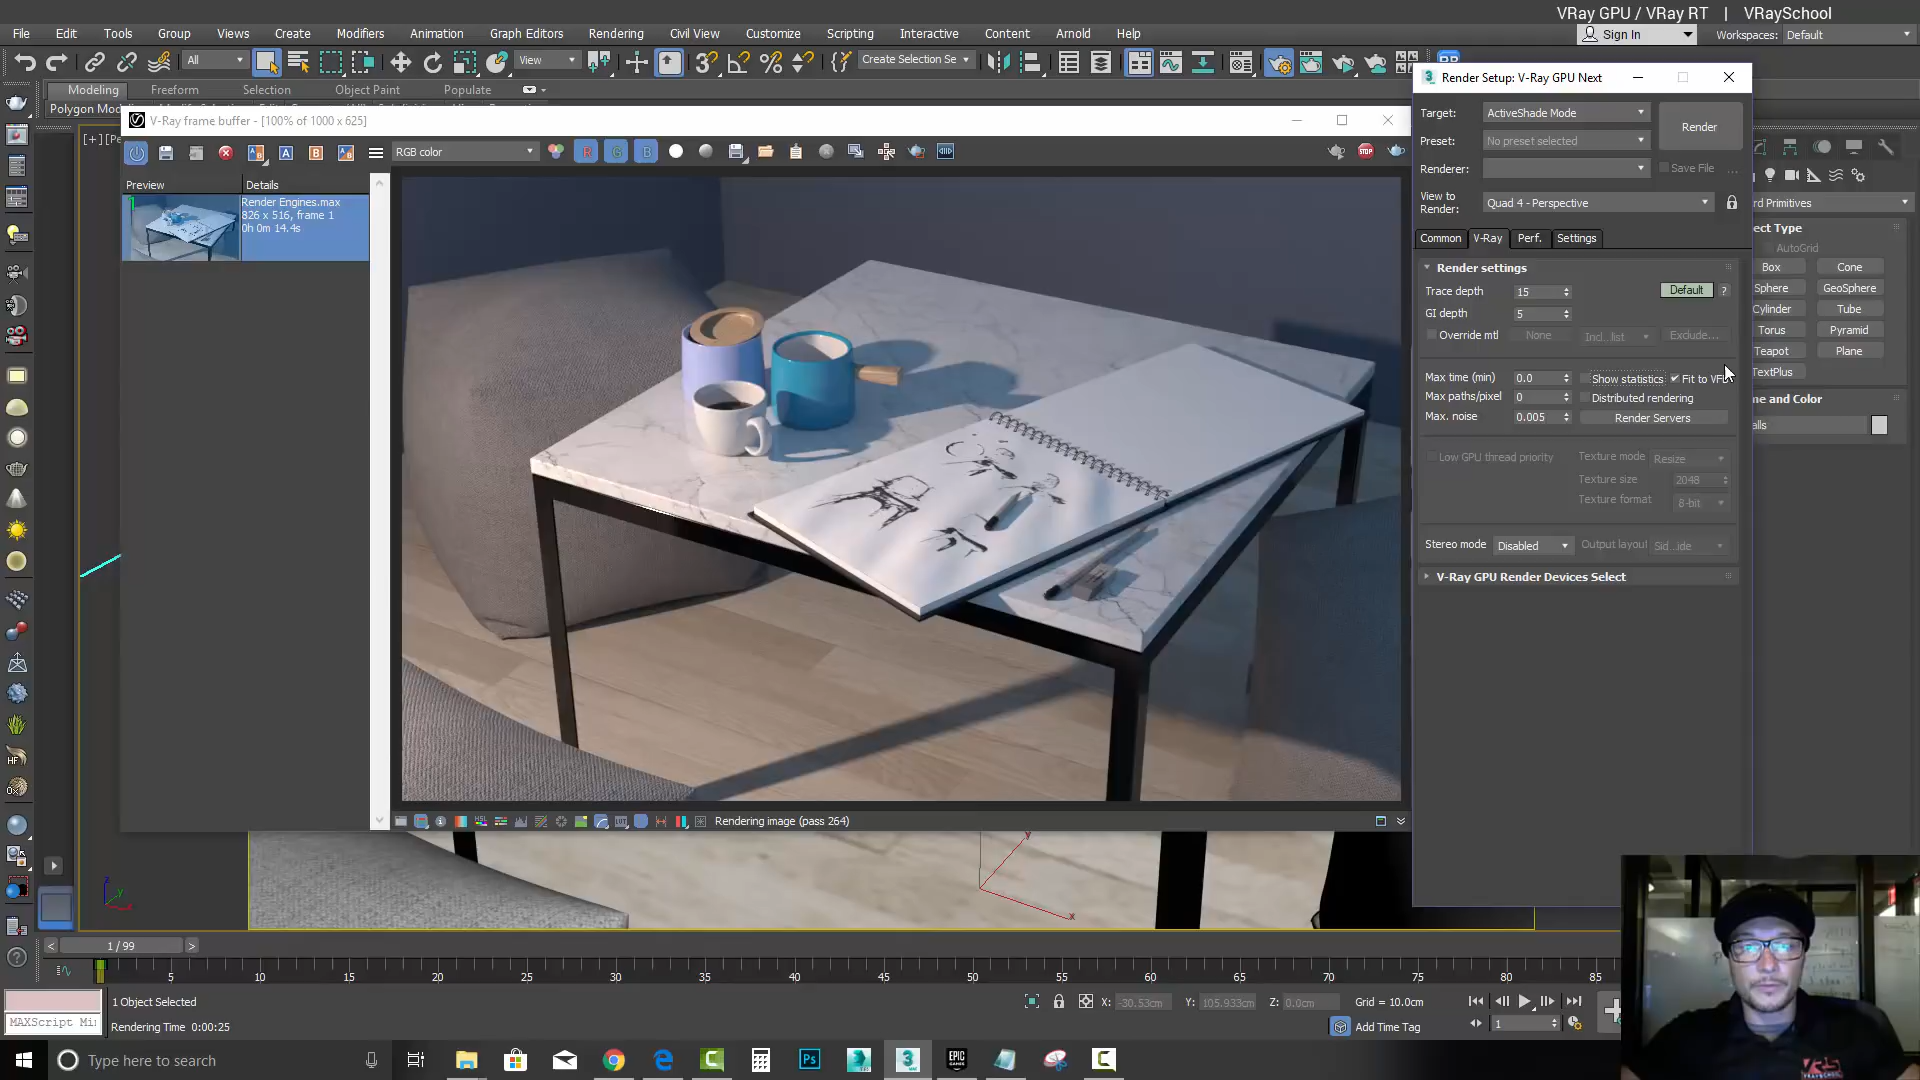 VRay GPU / VRay RT | VRaySchool
File Edit Tools Group Views Create Modifiers Animation Graph Editors Rendering Civil View Customize Scripting Interactive Content Arnold Help
Sign In
Workspaces: Default
All
View
Create Selection Se
Modeling Freeform Selection Object Paint Populate
Polygon Mode
[+] [Pe
V-Ray frame buffer - [100% of 1000 x 625]
RGB color
Preview Details
1
Render Engines.max
826 x 516, frame 1
0h 0m 14.4s
Rendering image (pass 264)
Render Setup: V-Ray GPU Next
Target: ActiveShade Mode
Render
Preset: No preset selected
Renderer:
Save File ...
View to
Render:
Quad 4 - Perspective
Common V-Ray Perf. Settings
Render settings
Trace depth 15 Default ?
GI depth 5
Override mtl None Incl...list Exclude...
Max time (min) 0.0 Show statistics Fit to VF
Max paths/pixel 0 Distributed rendering
Max. noise 0.005 Render Servers
Low GPU thread priority Texture mode Resize
Texture size 2048
Texture format 8-bit
Stereo mode Disabled Output layout Sid...ide
V-Ray GPU Render Devices Select
d Primitives
ect Type
AutoGrid
Box Cone
Sphere GeoSphere
Cylinder Tube
Torus Pyramid
Teapot Plane
TextPlus
me and Color
alls
z
y
x
y
x
1 / 99
5 10 15 20 25 30 35 40 45 50 55 60 65 70 75 80 85
1 Object Selected
MAXScript Mi
Rendering Time 0:00:25
X: -30.53cm Y: 105.933cm Z: 0.0cm Grid = 10.0cm
Add Time Tag
1
Type here to search